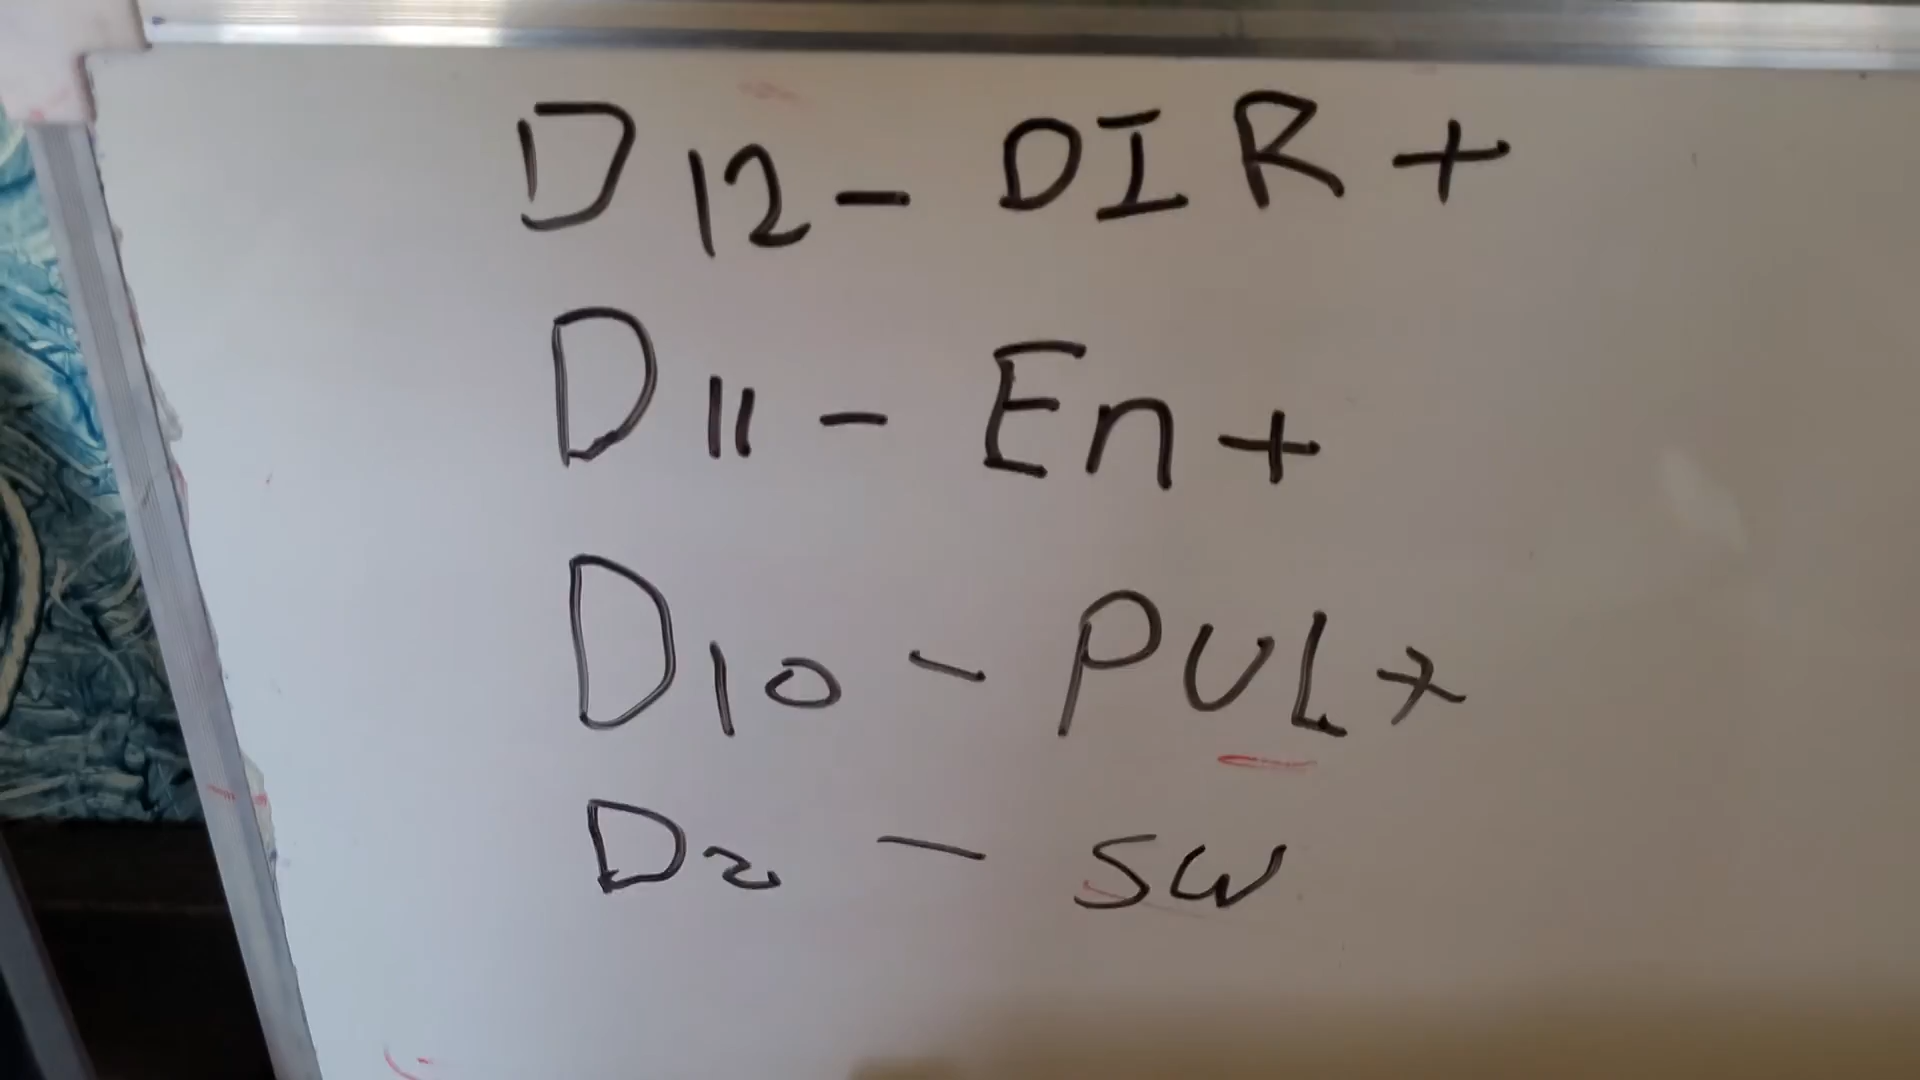 D12 - DIR +
D11 - En +
D10 - PUL +
D2 - SW